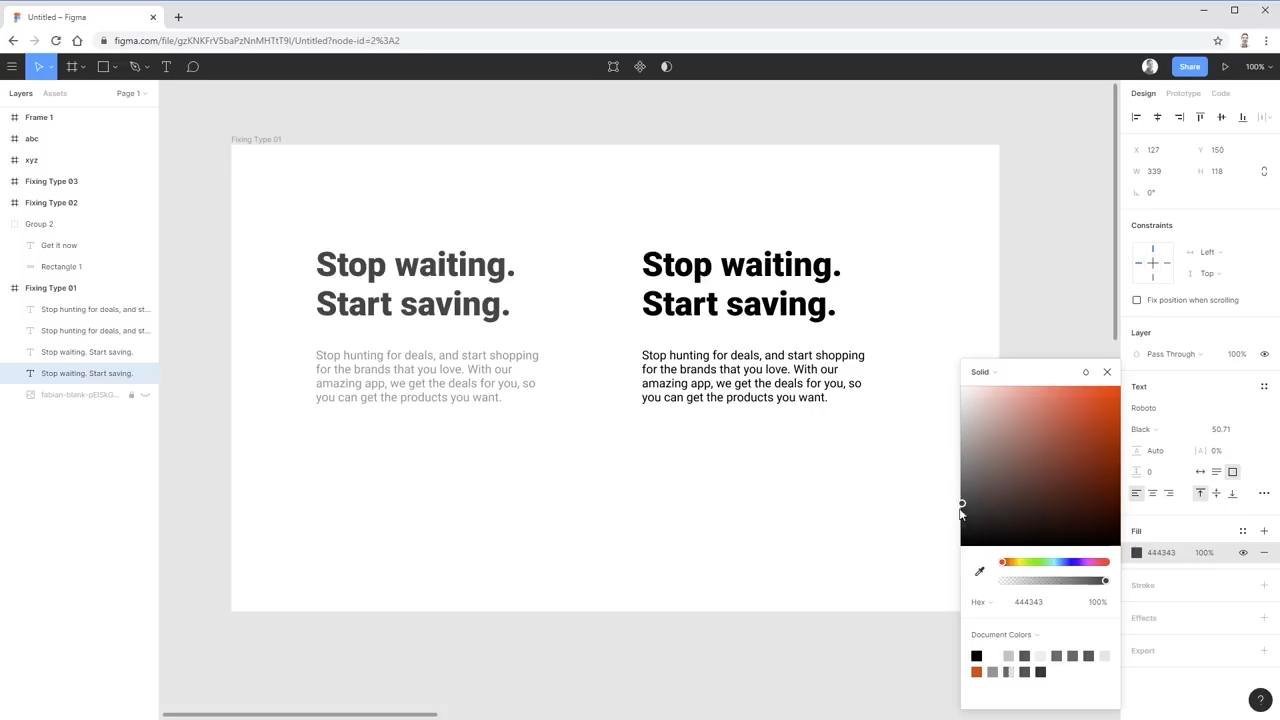 Untitled – Figma
figma.com/file/gzKNKFrV5baPzNnMHTtT9I/Untitled?node-id=2%3A2
Share
100%
Layers
Assets
Page 1
Design
Prototype
Code
Frame 1
abc
xyz
Fixing Type 03
Fixing Type 02
Group 2
Get it now
Rectangle 1
Fixing Type 01
Stop hunting for deals, and st...
Stop hunting for deals, and st...
Stop waiting. Start saving.
Stop waiting. Start saving.
fabian-blank-pElSkG...
Fixing Type 01
Stop waiting.
Start saving.
Stop hunting for deals, and start shopping
for the brands that you love. With our
amazing app, we get the deals for you, so
you can get the products you want.
Stop waiting.
Start saving.
Stop hunting for deals, and start shopping
for the brands that you love. With our
amazing app, we get the deals for you, so
you can get the products you want.
Solid
Hex 444343 100%
Document Colors
X 127 Y 150
W 339 H 118
0°
Constraints
Left
Top
Fix position when scrolling
Layer
Pass Through 100%
Text
Roboto
Black 50.71
Auto |A| 0%
0
Fill
444343 100%
Stroke
Effects
Expert
?